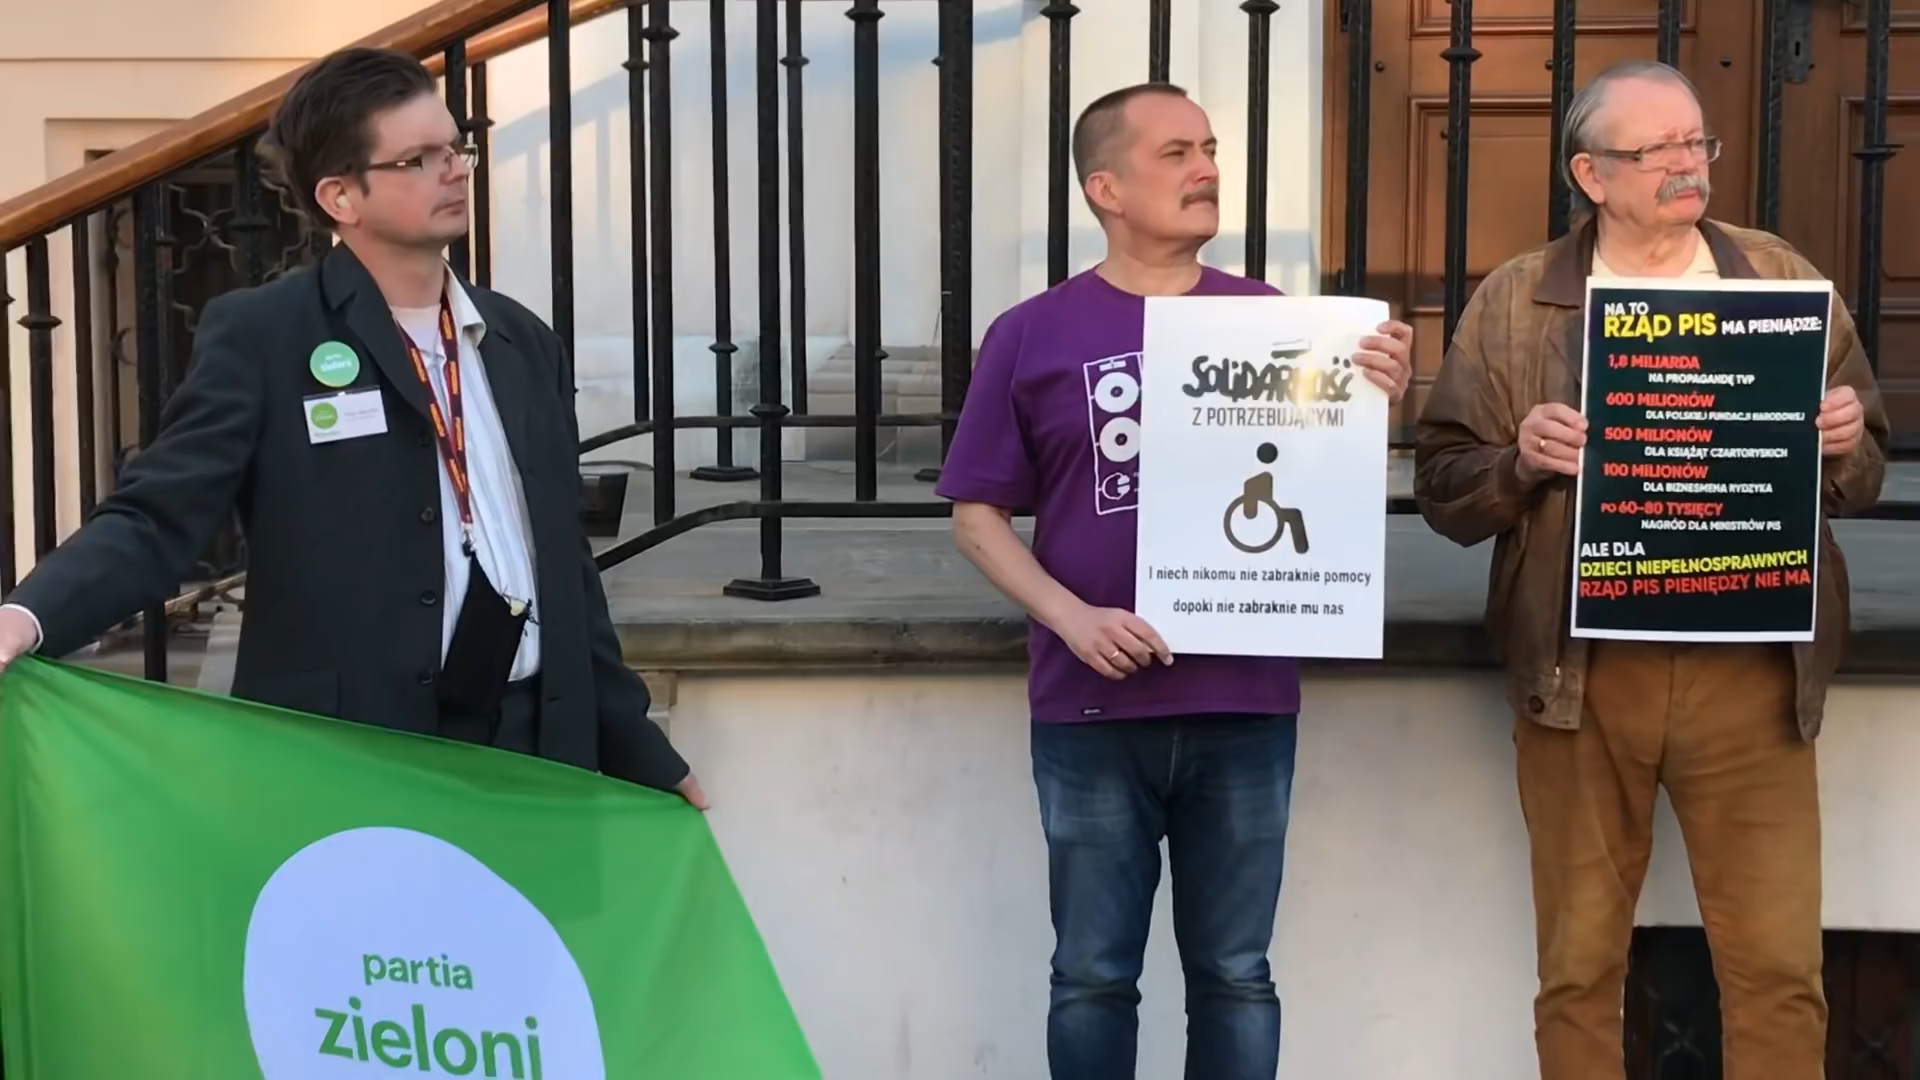 zieloni
partia
zieloni
SOLIDARNOŚĆ
Z POTRZEBUJĄCYMI
I niech nikomu nie zabraknie pomocy
dopoki nie zabraknie mu nas
NA TO
RZĄD PIS MA PIENIĄDZE:
1,8 MILIARDA
NA PROPAGANDĘ TVP
600 MILIONÓW
DLA POLSKIEJ FUNDACJI NARODOWEJ
500 MILIONÓW
DLA KSIĄŻĄT CZARTORYSKICH
100 MILIONÓW
DLA BIZNESMENA RYDZYKA
PO 60-80 TYSIĘCY
NAGRÓD DLA MINISTRÓW PIS
ALE DLA
DZIECI NIEPEŁNOSPRAWNYCH
RZĄD PIS PIENIĘDZY NIE MA